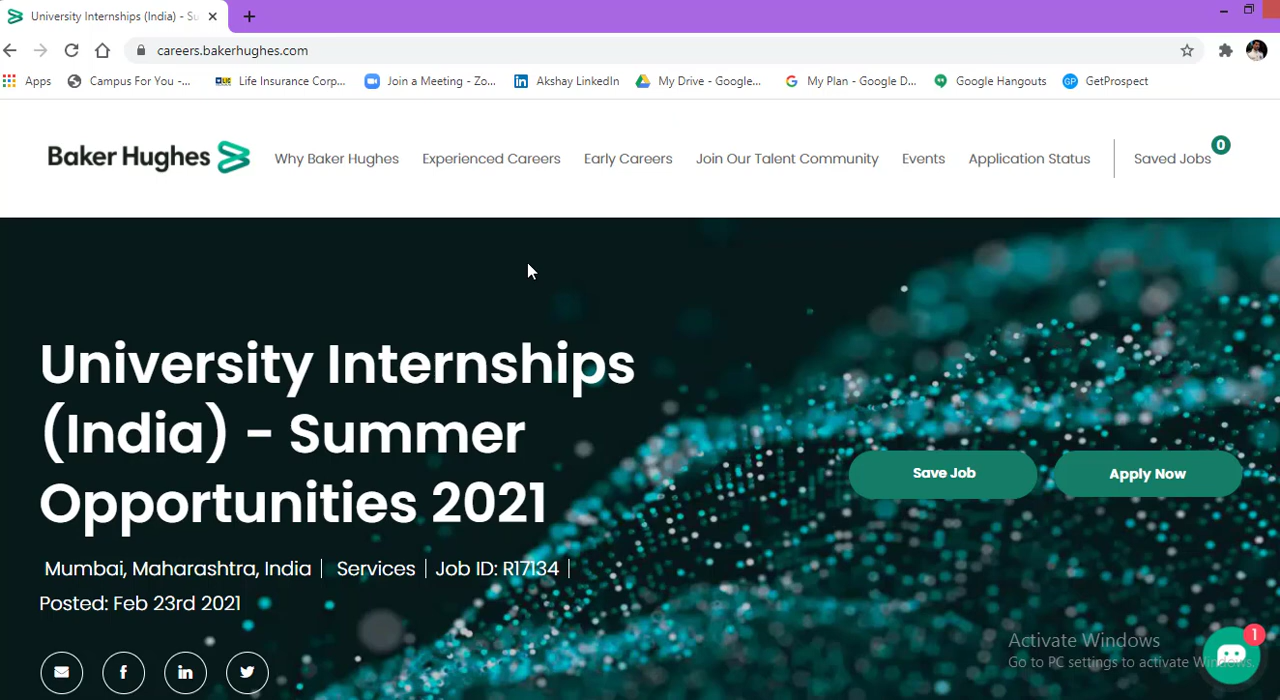 University Internships (India) - Su
careers.bakerhughes.com
Apps Campus For You -... LIC Life Insurance Corp... Join a Meeting - Zo... in Akshay LinkedIn My Drive - Google... My Plan - Google D... Google Hangouts GP GetProspect
Baker Hughes Why Baker Hughes Experienced Careers Early Careers Join Our Talent Community Events Application Status Saved Jobs 0
University Internships
(India) - Summer
Opportunities 2021
Save Job Apply Now
Mumbai, Maharashtra, India Services Job ID: R17134
Posted: Feb 23rd 2021
Activate Windows
Go to PC settings to activate Windows.
1
f in